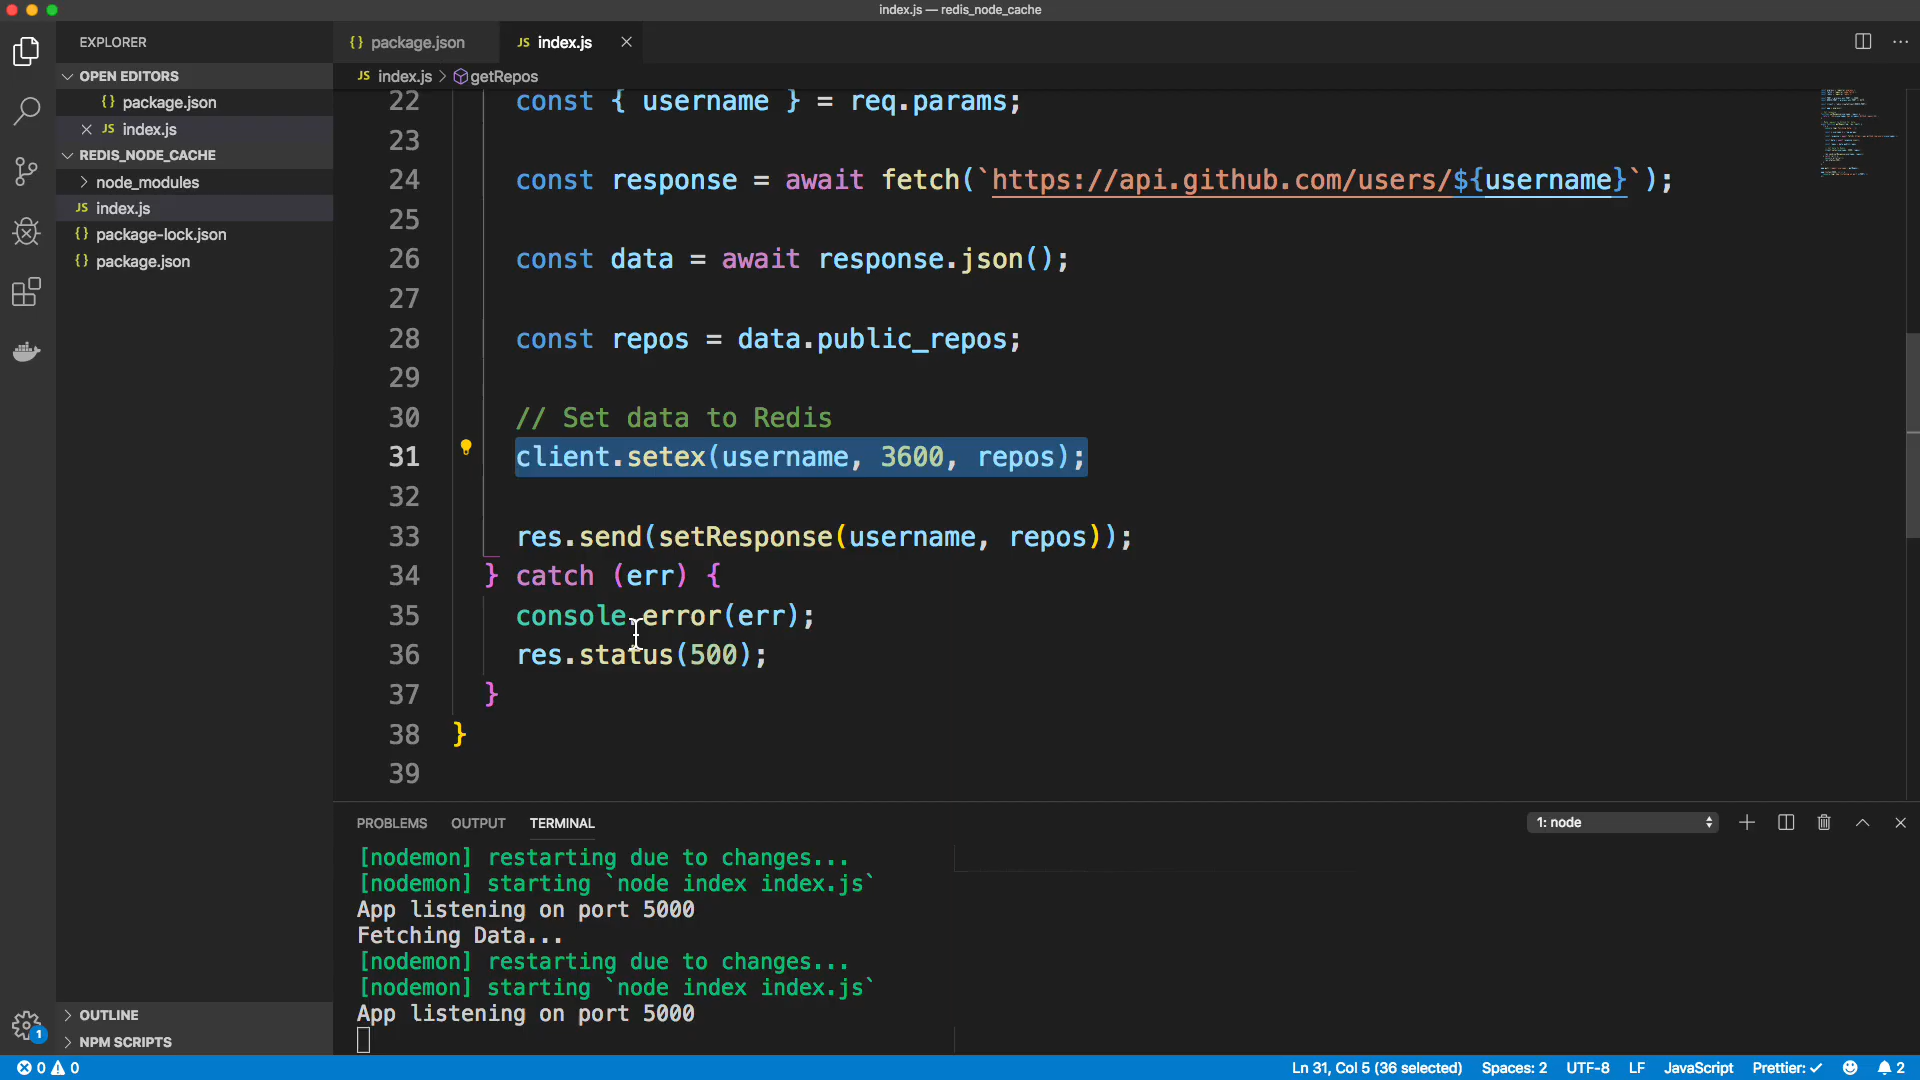 index.js — redis_node_cache
EXPLORER
OPEN EDITORS
{} package.json
JS index.js
REDIS_NODE_CACHE
node_modules
JS index.js
{} package-lock.json
{} package.json
OUTLINE
NPM SCRIPTS
1
{} package.json
JS index.js
JS index.js > getRepos
22 const { username } = req.params;
23
24 const response = await fetch(`https://api.github.com/users/${username}`);
25
26 const data = await response.json();
27
28 const repos = data.public_repos;
29
30 // Set data to Redis
31 client.setex(username, 3600, repos);
32
33 res.send(setResponse(username, repos));
34 } catch (err) {
35 console.error(err);
36 res.status(500);
37 }
38 }
39
PROBLEMS OUTPUT TERMINAL
1: node
[nodemon] restarting due to changes...
[nodemon] starting `node index index.js`
App listening on port 5000
Fetching Data...
[nodemon] restarting due to changes...
[nodemon] starting `node index index.js`
App listening on port 5000
0 0
Ln 31, Col 5 (36 selected) Spaces: 2 UTF-8 LF JavaScript Prettier: ✓ 2